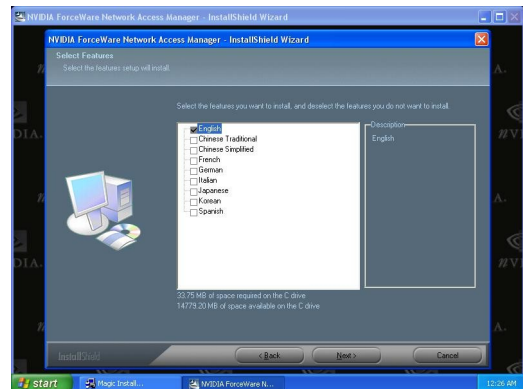 NVIDIA ForceWare Network Access Manager - InstallShield Wizard
NVIDIA ForceWare Network Access Manager - InstallShield Wizard
Select Features
Select the features setup will install.
Select the features you want to install, and deselect the features you do not want to install.
English
Chinese Traditional
Chinese Simplified
French
German
Italian
Japanese
Korean
Spanish
Description
English
33.75 MB of space required on the C drive
14779.20 MB of space available on the C drive
InstallShield
< Back
Next >
Cancel
start
Magic Install...
NVIDIA ForceWare N...
12:26 AM